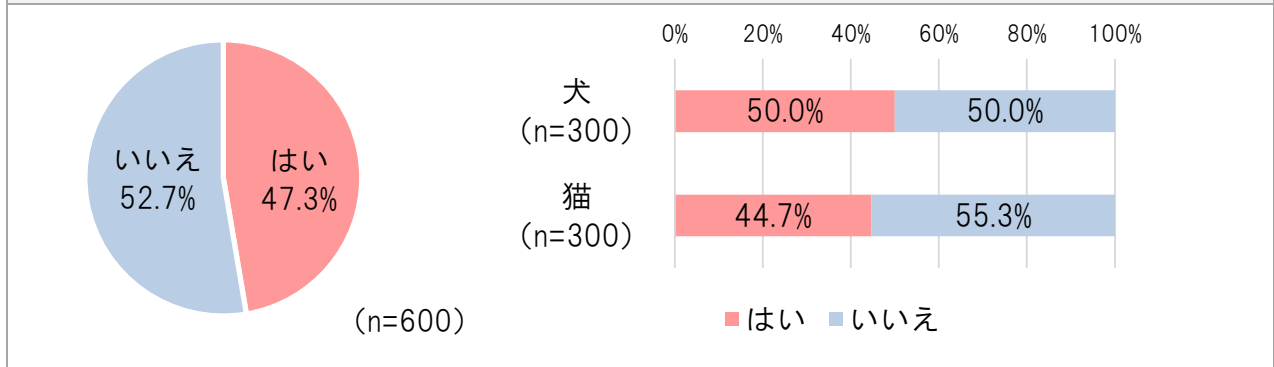 いいえ
52.7%
はい
47.3%
(n=600)
0% 20% 40% 60% 80% 100%
犬
(n=300)
50.0% 50.0%
猫
(n=300)
44.7% 55.3%
はい いいえ